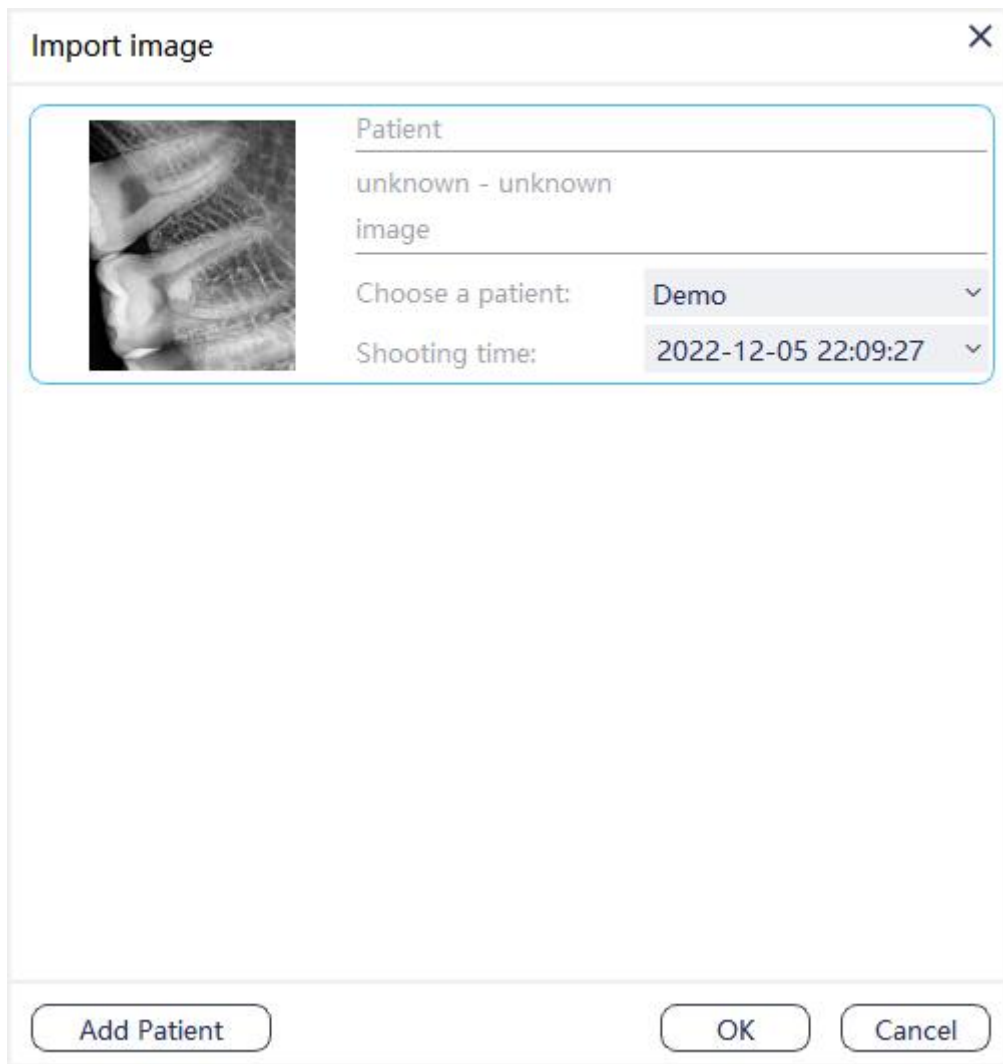 Import image
Patient
unknown - unknown
image
Choose a patient: Demo
Shooting time: 2022-12-05 22:09:27
Add Patient OK Cancel